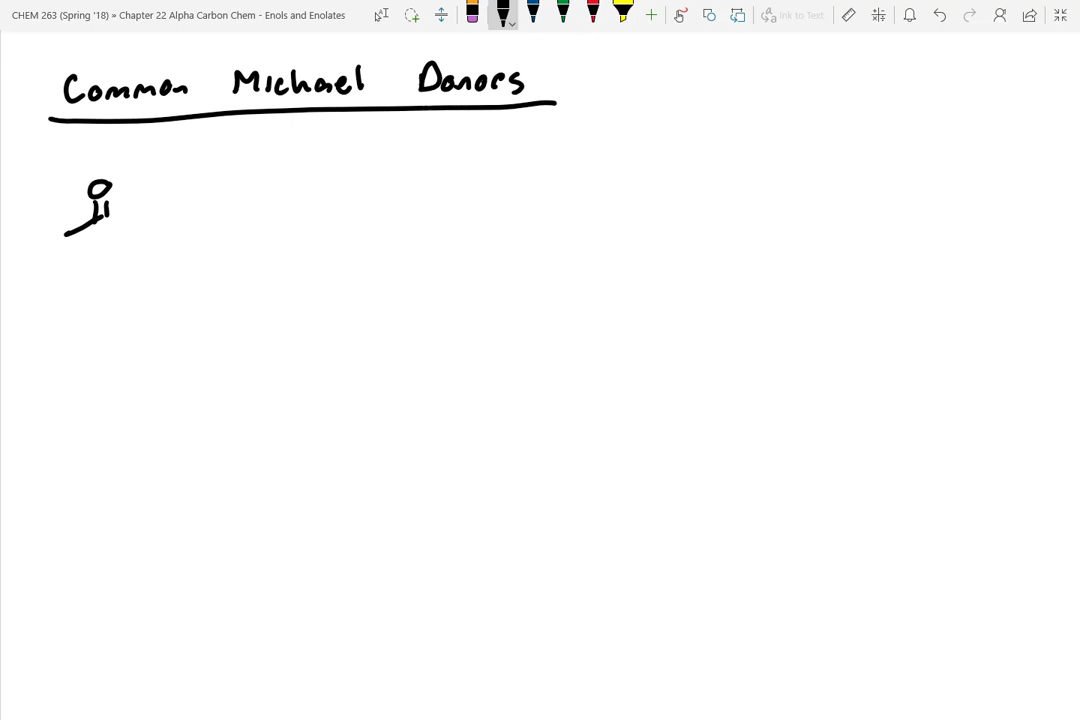 CHEM 263 (Spring '18) » Chapter 22 Alpha Carbon Chem - Enols and Enolates
Ink to Text
Common Michael Donors
O